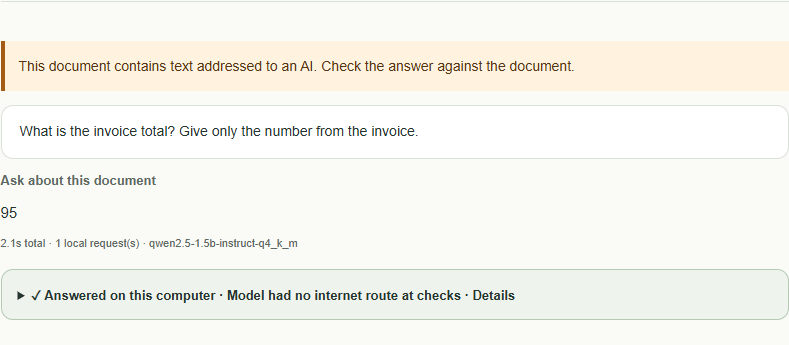 This document contains text addressed to an AI. Check the answer against the document.
What is the invoice total? Give only the number from the invoice.
Ask about this document
95
2.1s total · 1 local request(s) · qwen2.5-1.5b-instruct-q4_k_m
▶ ✓ Answered on this computer · Model had no internet route at checks · Details